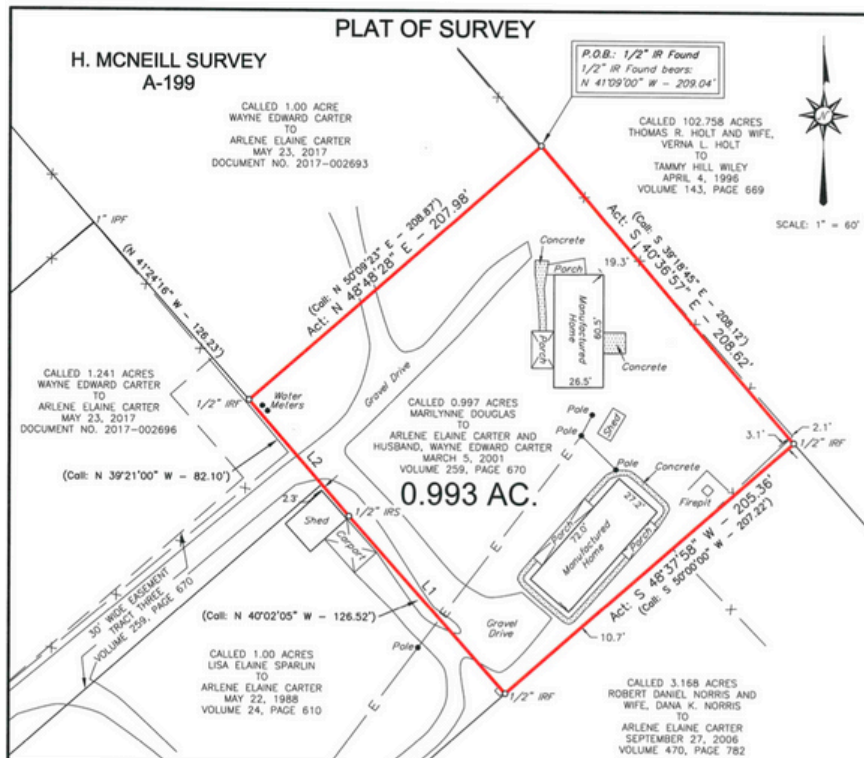 PLAT OF SURVEY
H. MCNEILL SURVEY
A-199
P.O.B.: 1/2" IR Found
1/2" IR Found bears:
N 41°09'00" W - 209.04'
N
SCALE: 1" = 60'
CALLED 1.00 ACRE
WAYNE EDWARD CARTER
TO
ARLENE ELAINE CARTER
MAY 23, 2017
DOCUMENT NO. 2017-002693
CALLED 102.758 ACRES
THOMAS R. HOLT AND WIFE,
VERNA L. HOLT
TO
TAMMY HILL WILEY
APRIL 4, 1996
VOLUME 143, PAGE 669
1" IPF
(N 41°24'16" W - 126.23')
(Call: N 50°09'23" E - 208.87')
Act: N 48°48'28" E - 207.98'
(Call: S 39°18'45" E - 208.12')
Act: S 40°36'57" E - 208.62'
Concrete
Porch
19.3'
Manufactured
Home
60.5'
Porch
26.5'
Concrete
CALLED 1.241 ACRES
WAYNE EDWARD CARTER
TO
ARLENE ELAINE CARTER
MAY 23, 2017
DOCUMENT NO. 2017-002696
1/2" IRF
Water
Meters
Gravel Drive
CALLED 0.997 ACRES
MARILYNNE DOUGLAS
TO
ARLENE ELAINE CARTER AND
HUSBAND, WAYNE EDWARD CARTER
MARCH 5, 2001
VOLUME 259, PAGE 670
0.993 AC.
Pole
Pole
Shed
Pole
2.1'
3.1'
1/2" IRF
Concrete
Firepit
(Call: N 39°21'00" W - 82.10')
L2
2.3'
1/2" IRS
Shed
Carport
27.2'
Porch
72.0'
Manufactured
Home
Porch
Act: S 48°37'58" W - 205.36'
(Call: S 50°00'00" W - 207.22')
30' WIDE EASEMENT
TRACT THREE
VOLUME 259, PAGE 670
L1
E
E
E
E
(Call: N 40°02'05" W - 126.52')
Gravel
Drive
10.7'
Pole
CALLED 1.00 ACRES
LISA ELAINE SPARLIN
TO
ARLENE ELAINE CARTER
MAY 22, 1988
VOLUME 24, PAGE 610
1/2" IRF
CALLED 3.168 ACRES
ROBERT DANIEL NORRIS AND
WIFE, DANA K. NORRIS
TO
ARLENE ELAINE CARTER
SEPTEMBER 27, 2006
VOLUME 470, PAGE 782